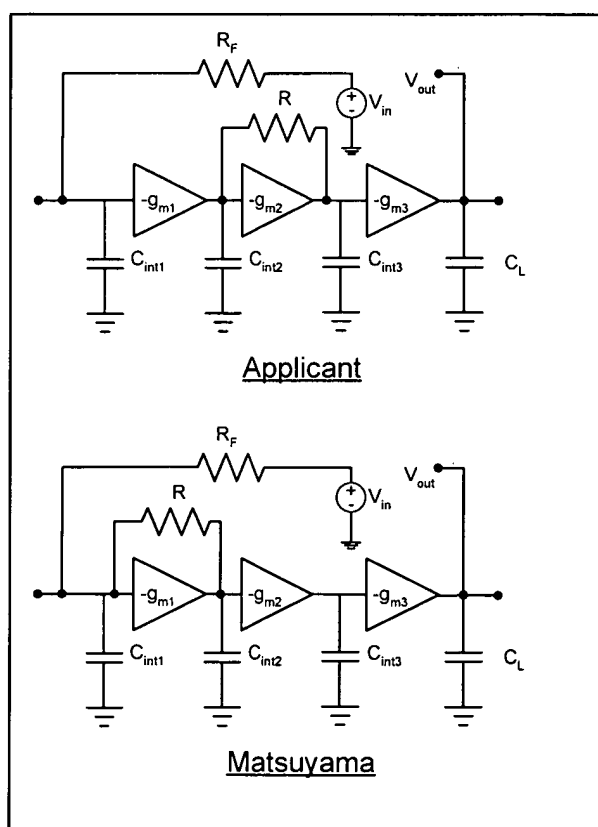 R_F
V_out
R
+
-
V_in
-g_m1
-g_m2
-g_m3
C_int1
C_int2
C_int3
C_L
Applicant
R_F
V_out
R
+
-
V_in
-g_m1
-g_m2
-g_m3
C_int1
C_int2
C_int3
C_L
Matsuyama